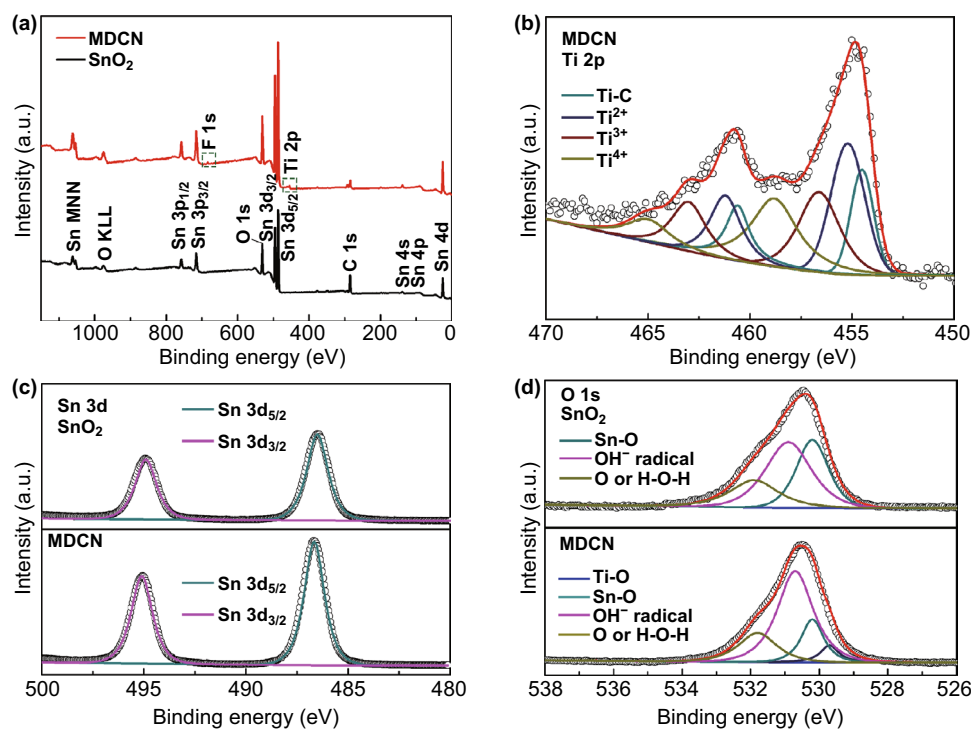 (a)
MDCN
SnO₂
Intensity (a.u.)
Sn MNN
O KLL
Sn 3p₁/₂
Sn 3p₃/₂
F 1s
O 1s
Sn 3d₃/₂
Sn 3d₅/₂
Ti 2p
C 1s
Sn 4s
Sn 4p
Sn 4d
1000 800 600 400 200 0
Binding energy (eV)
(b)
MDCN
Ti 2p
Ti-C
Ti²⁺
Ti³⁺
Ti⁴⁺
Intensity (a.u.)
470 465 460 455 450
Binding energy (eV)
(c)
Sn 3d
SnO₂
Sn 3d₅/₂
Sn 3d₃/₂
MDCN
Sn 3d₅/₂
Sn 3d₃/₂
Intensity (a.u.)
500 495 490 485 480
Binding energy (eV)
(d)
O 1s
SnO₂
Sn-O
OH⁻ radical
O or H-O-H
MDCN
Ti-O
Sn-O
OH⁻ radical
O or H-O-H
Intensity (a.u.)
538 536 534 532 530 528 526
Binding energy (eV)